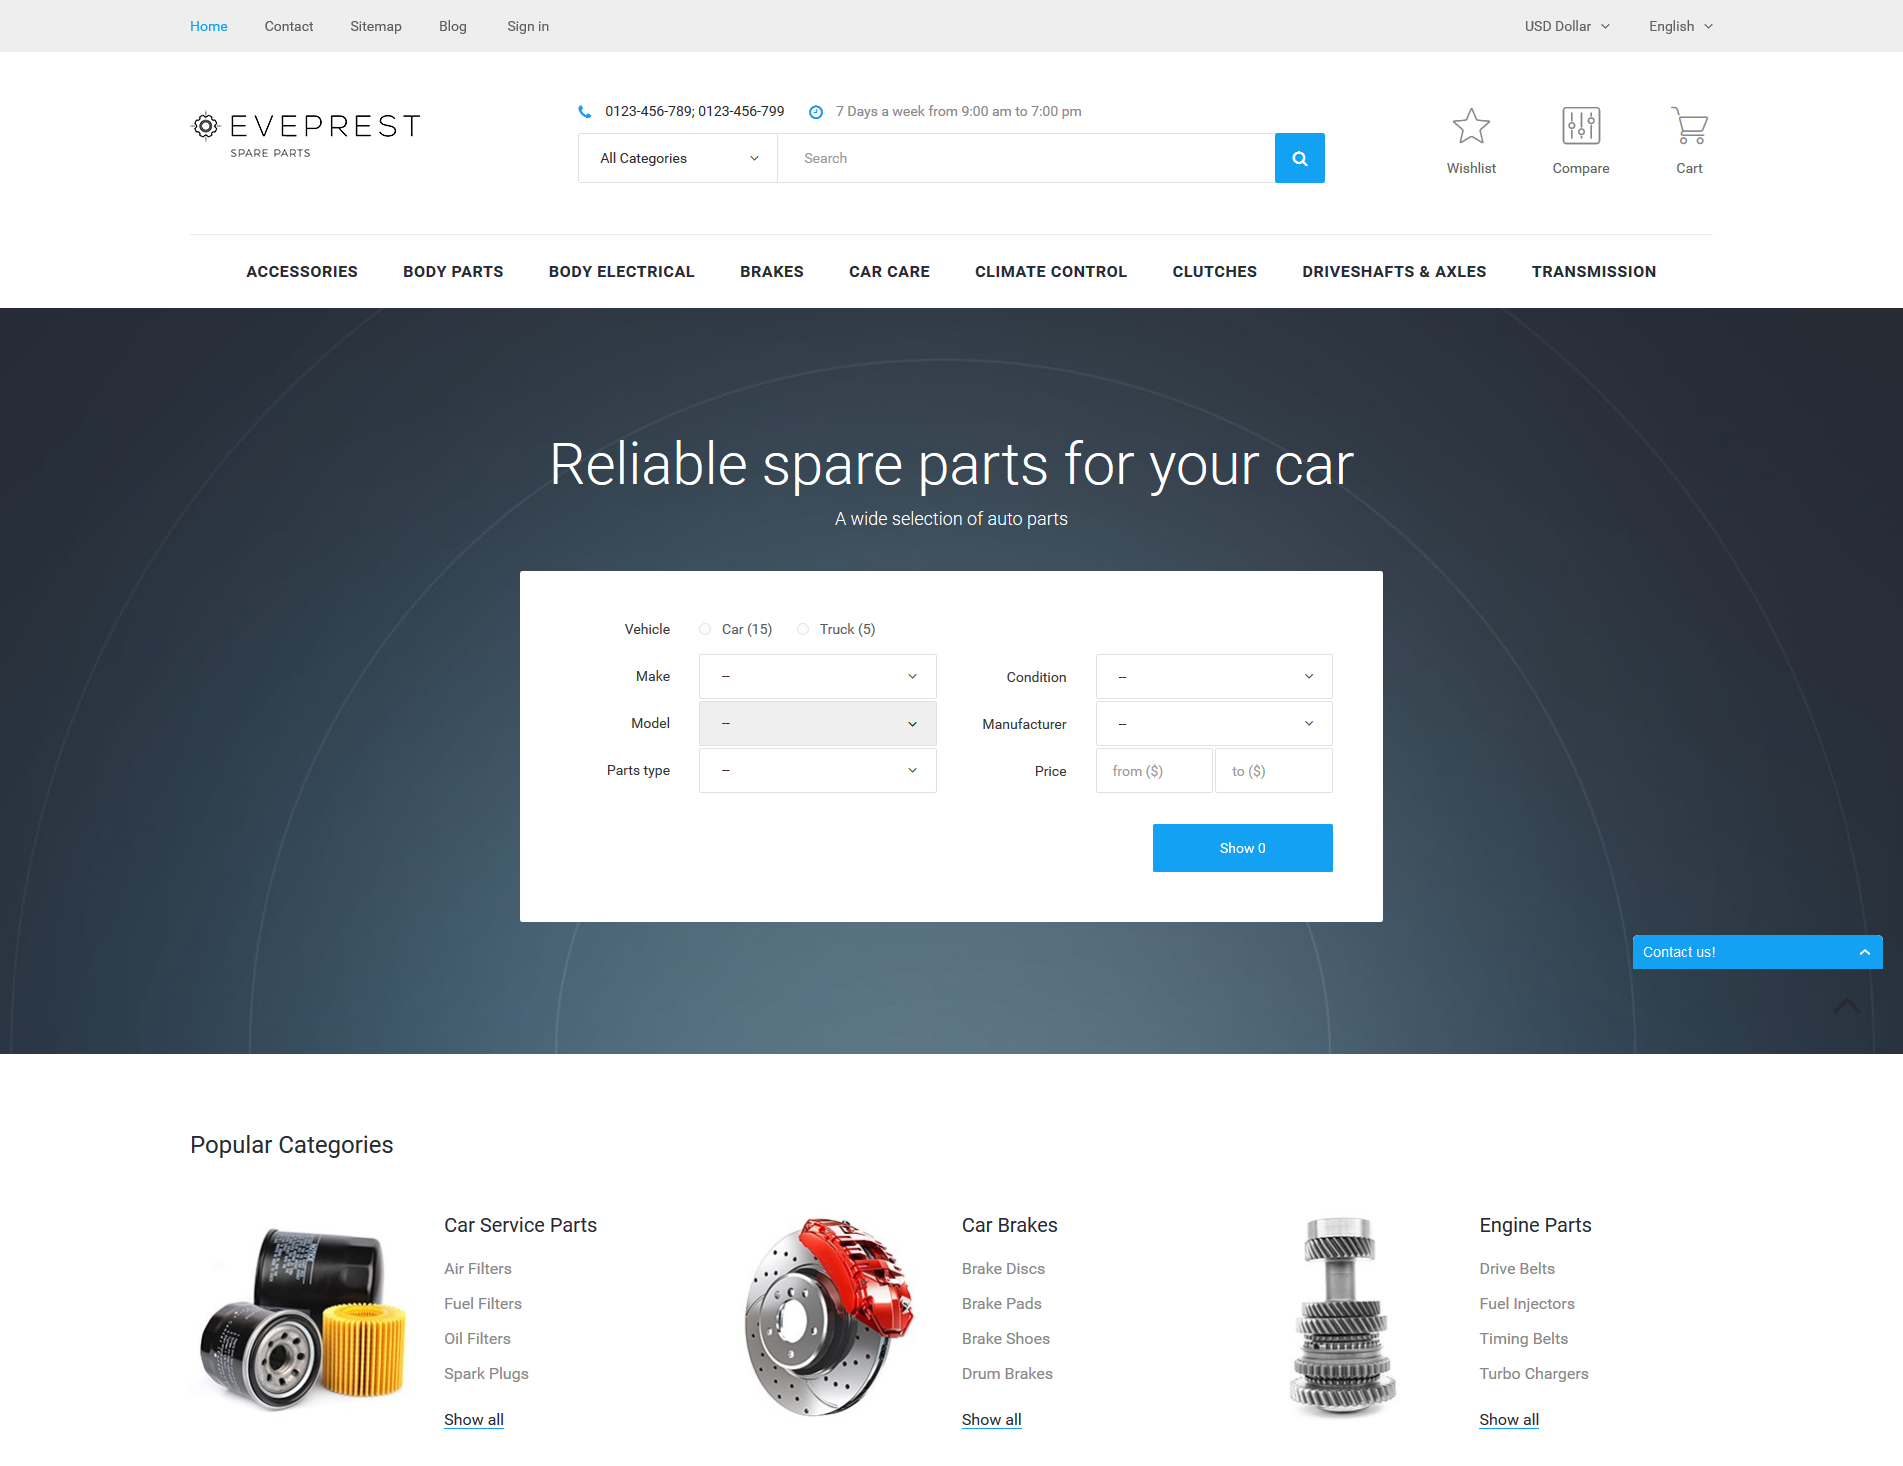 Home Contact Sitemap Blog Sign in USD Dollar English
0123-456-789; 0123-456-799 7 Days a week from 9:00 am to 7:00 pm
EVEPREST
SPARE PARTS
All Categories Search
Wishlist Compare Cart
ACCESSORIES BODY PARTS BODY ELECTRICAL BRAKES CAR CARE CLIMATE CONTROL CLUTCHES DRIVESHAFTS & AXLES TRANSMISSION
Reliable spare parts for your car
A wide selection of auto parts
Vehicle Car (15) Truck (5)
Make --
Condition --
Model --
Manufacturer --
Parts type --
Price from ($) to ($)
Show 0
Contact us!
Popular Categories
Car Service Parts
Air Filters
Fuel Filters
Oil Filters
Spark Plugs
Show all
Car Brakes
Brake Discs
Brake Pads
Brake Shoes
Drum Brakes
Show all
Engine Parts
Drive Belts
Fuel Injectors
Timing Belts
Turbo Chargers
Show all